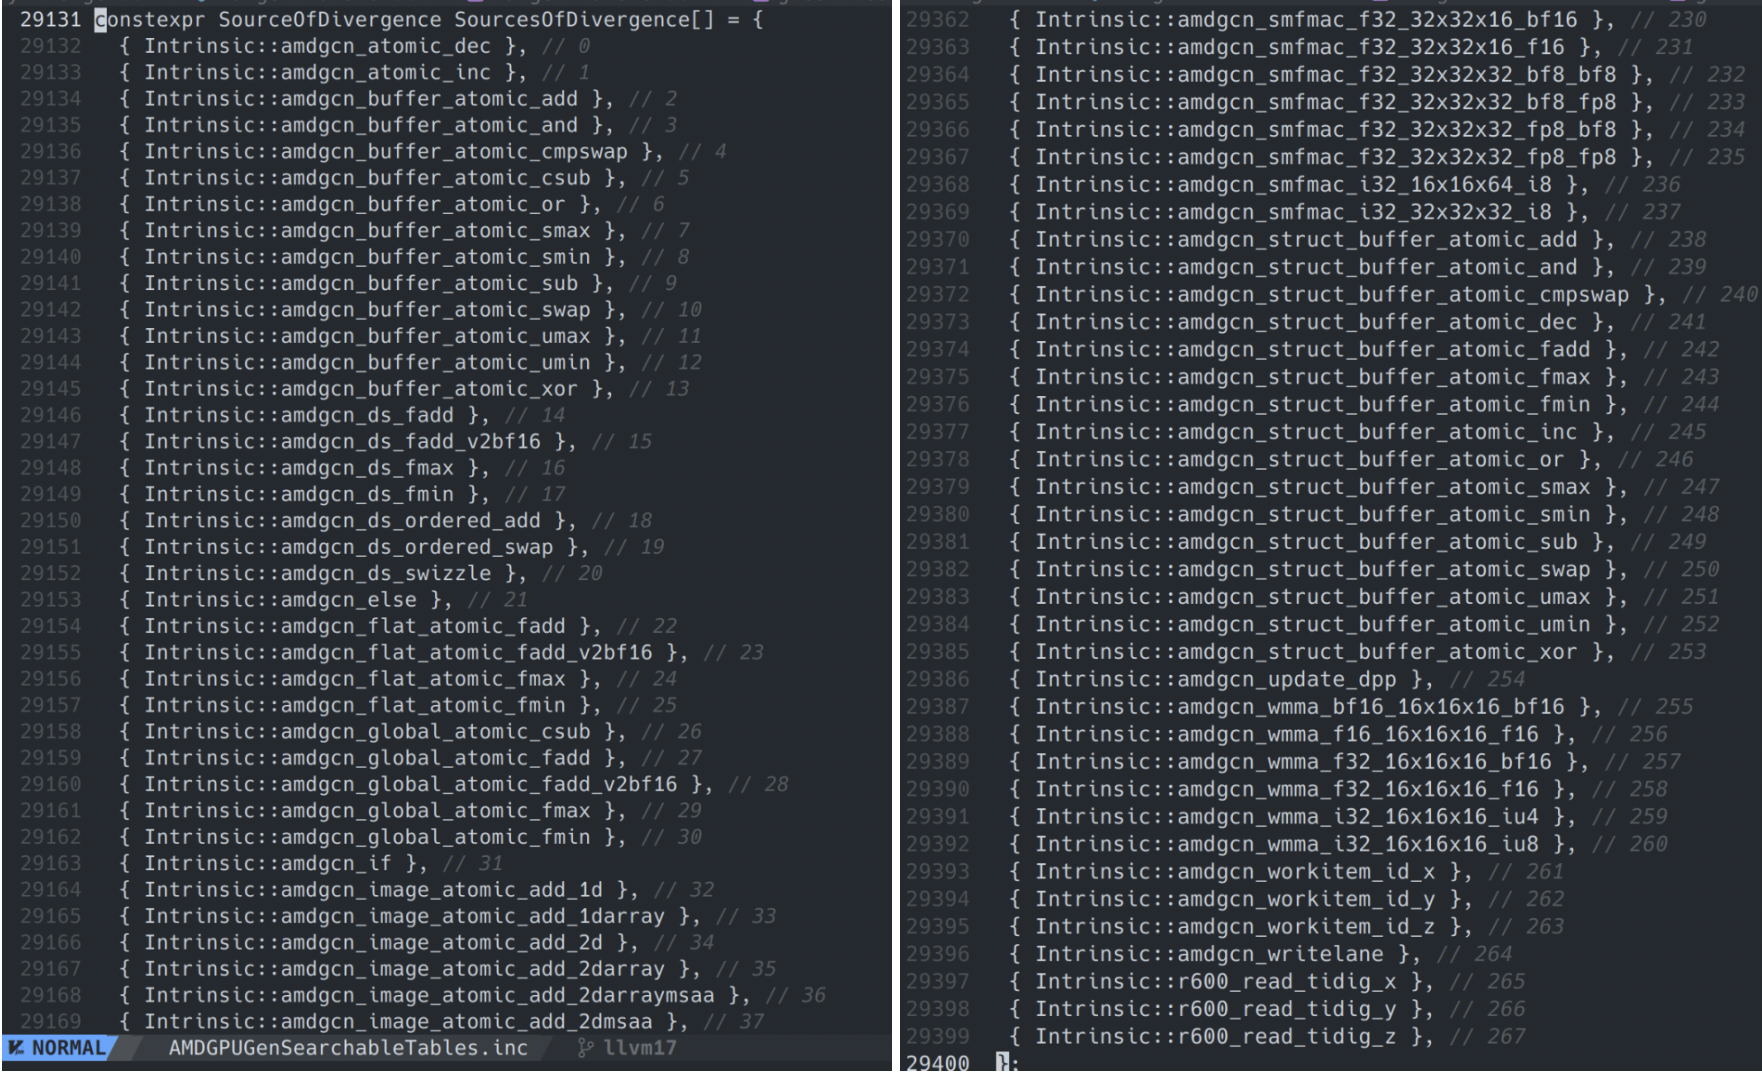 29131 constexpr SourceOfDivergence SourcesOfDivergence[] = {
29132 { Intrinsic::amdgcn_atomic_dec }, // 0
29133 { Intrinsic::amdgcn_atomic_inc }, // 1
29134 { Intrinsic::amdgcn_buffer_atomic_add }, // 2
29135 { Intrinsic::amdgcn_buffer_atomic_and }, // 3
29136 { Intrinsic::amdgcn_buffer_atomic_cmpswap }, // 4
29137 { Intrinsic::amdgcn_buffer_atomic_csub }, // 5
29138 { Intrinsic::amdgcn_buffer_atomic_or }, // 6
29139 { Intrinsic::amdgcn_buffer_atomic_smax }, // 7
29140 { Intrinsic::amdgcn_buffer_atomic_smin }, // 8
29141 { Intrinsic::amdgcn_buffer_atomic_sub }, // 9
29142 { Intrinsic::amdgcn_buffer_atomic_swap }, // 10
29143 { Intrinsic::amdgcn_buffer_atomic_umax }, // 11
29144 { Intrinsic::amdgcn_buffer_atomic_umin }, // 12
29145 { Intrinsic::amdgcn_buffer_atomic_xor }, // 13
29146 { Intrinsic::amdgcn_ds_fadd }, // 14
29147 { Intrinsic::amdgcn_ds_fadd_v2bf16 }, // 15
29148 { Intrinsic::amdgcn_ds_fmax }, // 16
29149 { Intrinsic::amdgcn_ds_fmin }, // 17
29150 { Intrinsic::amdgcn_ds_ordered_add }, // 18
29151 { Intrinsic::amdgcn_ds_ordered_swap }, // 19
29152 { Intrinsic::amdgcn_ds_swizzle }, // 20
29153 { Intrinsic::amdgcn_else }, // 21
29154 { Intrinsic::amdgcn_flat_atomic_fadd }, // 22
29155 { Intrinsic::amdgcn_flat_atomic_fadd_v2bf16 }, // 23
29156 { Intrinsic::amdgcn_flat_atomic_fmax }, // 24
29157 { Intrinsic::amdgcn_flat_atomic_fmin }, // 25
29158 { Intrinsic::amdgcn_global_atomic_csub }, // 26
29159 { Intrinsic::amdgcn_global_atomic_fadd }, // 27
29160 { Intrinsic::amdgcn_global_atomic_fadd_v2bf16 }, // 28
29161 { Intrinsic::amdgcn_global_atomic_fmax }, // 29
29162 { Intrinsic::amdgcn_global_atomic_fmin }, // 30
29163 { Intrinsic::amdgcn_if }, // 31
29164 { Intrinsic::amdgcn_image_atomic_add_1d }, // 32
29165 { Intrinsic::amdgcn_image_atomic_add_1darray }, // 33
29166 { Intrinsic::amdgcn_image_atomic_add_2d }, // 34
29167 { Intrinsic::amdgcn_image_atomic_add_2darray }, // 35
29168 { Intrinsic::amdgcn_image_atomic_add_2darraymsaa }, // 36
29169 { Intrinsic::amdgcn_image_atomic_add_2dmsaa }, // 37
NORMAL AMDGPUGenSearchableTables.inc llvm17
29362 { Intrinsic::amdgcn_smfmac_f32_32x32x16_bf16 }, // 230
29363 { Intrinsic::amdgcn_smfmac_f32_32x32x16_f16 }, // 231
29364 { Intrinsic::amdgcn_smfmac_f32_32x32x32_bf8_bf8 }, // 232
29365 { Intrinsic::amdgcn_smfmac_f32_32x32x32_bf8_fp8 }, // 233
29366 { Intrinsic::amdgcn_smfmac_f32_32x32x32_fp8_bf8 }, // 234
29367 { Intrinsic::amdgcn_smfmac_f32_32x32x32_fp8_fp8 }, // 235
29368 { Intrinsic::amdgcn_smfmac_i32_16x16x64_i8 }, // 236
29369 { Intrinsic::amdgcn_smfmac_i32_32x32x32_i8 }, // 237
29370 { Intrinsic::amdgcn_struct_buffer_atomic_add }, // 238
29371 { Intrinsic::amdgcn_struct_buffer_atomic_and }, // 239
29372 { Intrinsic::amdgcn_struct_buffer_atomic_cmpswap }, // 240
29373 { Intrinsic::amdgcn_struct_buffer_atomic_dec }, // 241
29374 { Intrinsic::amdgcn_struct_buffer_atomic_fadd }, // 242
29375 { Intrinsic::amdgcn_struct_buffer_atomic_fmax }, // 243
29376 { Intrinsic::amdgcn_struct_buffer_atomic_fmin }, // 244
29377 { Intrinsic::amdgcn_struct_buffer_atomic_inc }, // 245
29378 { Intrinsic::amdgcn_struct_buffer_atomic_or }, // 246
29379 { Intrinsic::amdgcn_struct_buffer_atomic_smax }, // 247
29380 { Intrinsic::amdgcn_struct_buffer_atomic_smin }, // 248
29381 { Intrinsic::amdgcn_struct_buffer_atomic_sub }, // 249
29382 { Intrinsic::amdgcn_struct_buffer_atomic_swap }, // 250
29383 { Intrinsic::amdgcn_struct_buffer_atomic_umax }, // 251
29384 { Intrinsic::amdgcn_struct_buffer_atomic_umin }, // 252
29385 { Intrinsic::amdgcn_struct_buffer_atomic_xor }, // 253
29386 { Intrinsic::amdgcn_update_dpp }, // 254
29387 { Intrinsic::amdgcn_wmma_bf16_16x16x16_bf16 }, // 255
29388 { Intrinsic::amdgcn_wmma_f16_16x16x16_f16 }, // 256
29389 { Intrinsic::amdgcn_wmma_f32_16x16x16_bf16 }, // 257
29390 { Intrinsic::amdgcn_wmma_f32_16x16x16_f16 }, // 258
29391 { Intrinsic::amdgcn_wmma_i32_16x16x16_iu4 }, // 259
29392 { Intrinsic::amdgcn_wmma_i32_16x16x16_iu8 }, // 260
29393 { Intrinsic::amdgcn_workitem_id_x }, // 261
29394 { Intrinsic::amdgcn_workitem_id_y }, // 262
29395 { Intrinsic::amdgcn_workitem_id_z }, // 263
29396 { Intrinsic::amdgcn_writelane }, // 264
29397 { Intrinsic::r600_read_tidig_x }, // 265
29398 { Intrinsic::r600_read_tidig_y }, // 266
29399 { Intrinsic::r600_read_tidig_z }, // 267
29400 };